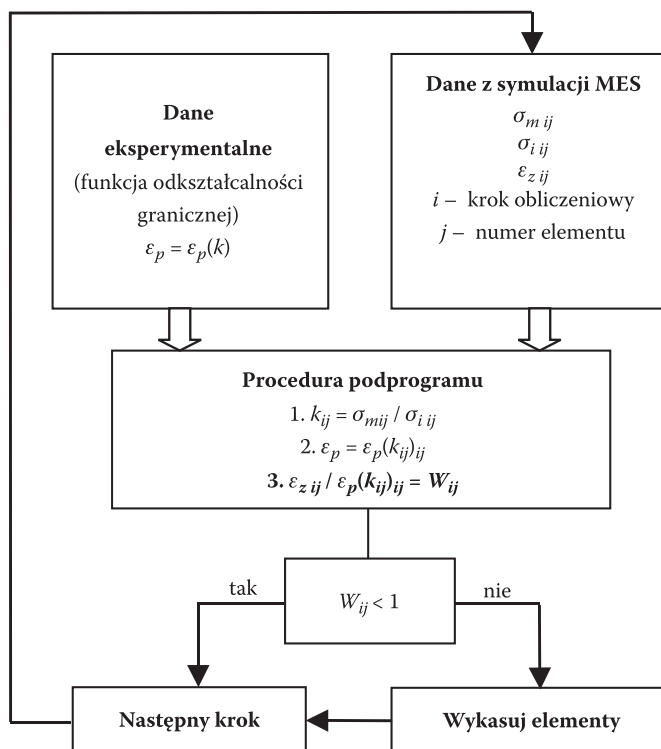 Dane
eksperymentalne
(funkcja odkształcalności
granicznej)
εp = εp(k)
Dane z symulacji MES
σm ij
σi ij
εz ij
i – krok obliczeniowy
j – numer elementu
Procedura podprogramu
1. kij = σmij / σi ij
2. εp = εp(kij)ij
3. εz ij / εp(kij)ij = Wij
tak
Wij < 1
nie
Następny krok
Wykasuj elementy